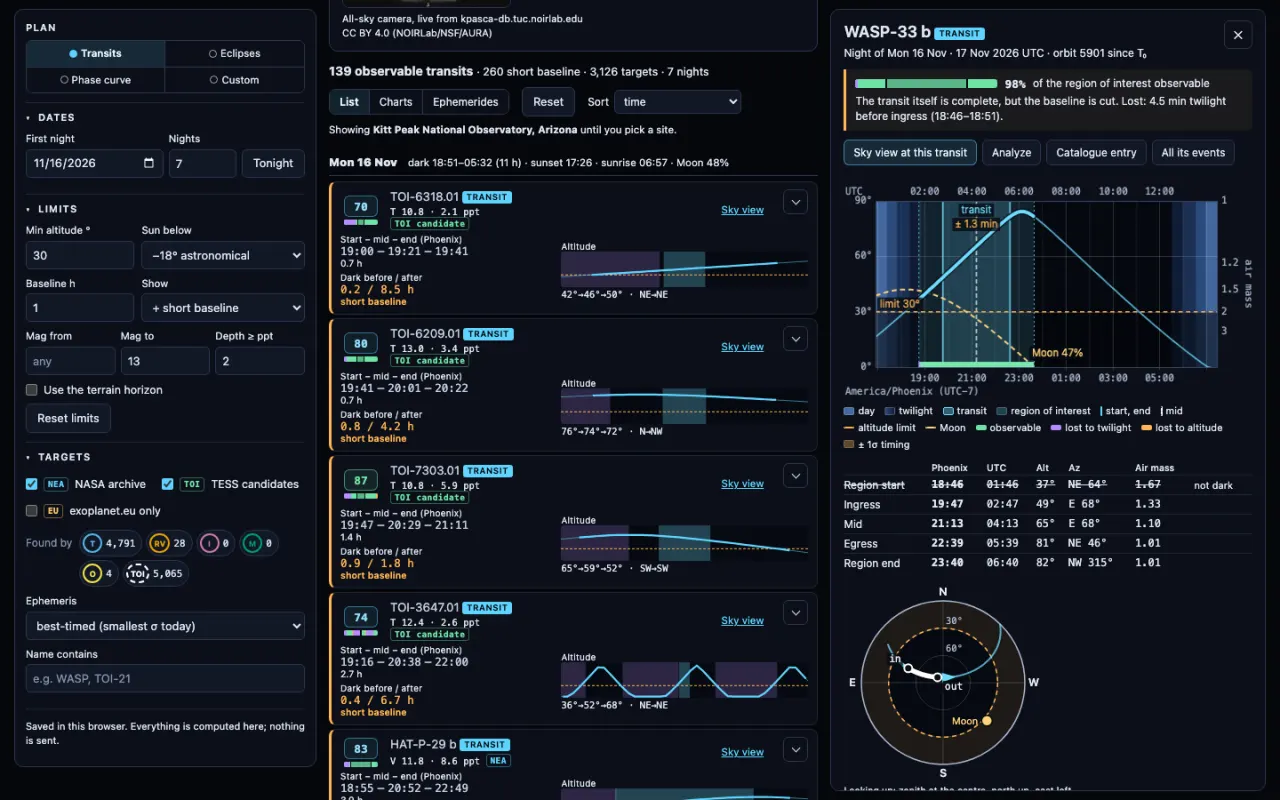 PLAN
Transits
Eclipses
Phase curve
Custom
DATES
First night
Nights
11/16/2026
7
Tonight
LIMITS
Min altitude °
Sun below
30
−18° astronomical
Baseline h
Show
1
+ short baseline
Mag from
Mag to
Depth ≥ ppt
any
13
2
Use the terrain horizon
Reset limits
TARGETS
NEA NASA archive
TOI TESS candidates
EU exoplanet.eu only
Found by
T 4,791
RV 28
I 0
M 0
O 4
TOI 5,065
Ephemeris
best-timed (smallest σ today)
Name contains
e.g. WASP, TOI-21
Saved in this browser. Everything is computed here; nothing
is sent.
All-sky camera, live from kpasca-db.tuc.noirlab.edu
CC BY 4.0 (NOIRLab/NSF/AURA)
139 observable transits · 260 short baseline · 3,126 targets · 7 nights
List
Charts
Ephemerides
Reset
Sort
time
Showing Kitt Peak National Observatory, Arizona until you pick a site.
Mon 16 Nov dark 18:51–05:32 (11 h) · sunset 17:26 · sunrise 06:57 · Moon 48%
70
TOI-6318.01 TRANSIT
T 10.8 · 2.1 ppt
TOI candidate
Sky view
Start – mid – end (Phoenix)
19:00 – 19:21 – 19:41
0.7 h
Dark before / after
0.2 / 8.5 h
short baseline
Altitude
42°→46°→50° · NE→NE
80
TOI-6209.01 TRANSIT
T 13.0 · 3.4 ppt
TOI candidate
Sky view
Start – mid – end (Phoenix)
19:41 – 20:01 – 20:22
0.7 h
Dark before / after
0.8 / 4.2 h
short baseline
Altitude
76°→74°→72° · N→NW
87
TOI-7303.01 TRANSIT
T 10.8 · 5.9 ppt
TOI candidate
Sky view
Start – mid – end (Phoenix)
19:47 – 20:29 – 21:11
1.4 h
Dark before / after
0.9 / 1.8 h
short baseline
Altitude
65°→59°→52° · SW→SW
74
TOI-3647.01 TRANSIT
T 12.4 · 2.6 ppt
TOI candidate
Sky view
Start – mid – end (Phoenix)
19:16 – 20:38 – 22:00
2.7 h
Dark before / after
0.4 / 6.7 h
short baseline
Altitude
36°→52°→68° · NE→NE
83
HAT-P-29 b TRANSIT
V 11.8 · 8.6 ppt NEA
Sky view
Start – mid – end (Phoenix)
18:55 – 20:52 – 22:49
Altitude
WASP-33 b TRANSIT
Night of Mon 16 Nov · 17 Nov 2026 UTC · orbit 5901 since T₀
98% of the region of interest observable
The transit itself is complete, but the baseline is cut. Lost: 4.5 min twilight
before ingress (18:46–18:51).
Sky view at this transit
Analyze
Catalogue entry
All its events
UTC 02:00 04:00 06:00 08:00 10:00 12:00
90°
60°
30°
0°
1
1.2
1.5
2
3
air mass
transit
± 1.3 min
limit 30°
Moon 47%
19:00 21:00 23:00 01:00 03:00 05:00
America/Phoenix (UTC−7)
day twilight transit region of interest start, end mid
altitude limit Moon observable lost to twilight lost to altitude
± 1σ timing
Phoenix UTC Alt Az Air mass
Region start 18:46 01:46 37° NE 64° 1.67 not dark
Ingress 19:47 02:47 49° E 68° 1.33
Mid 21:13 04:13 65° E 68° 1.10
Egress 22:39 05:39 81° NE 46° 1.01
Region end 23:40 06:40 82° NW 315° 1.01
N
30°
60°
in
out
E
W
Moon
S
Looking up: zenith at the centre, north up, east left